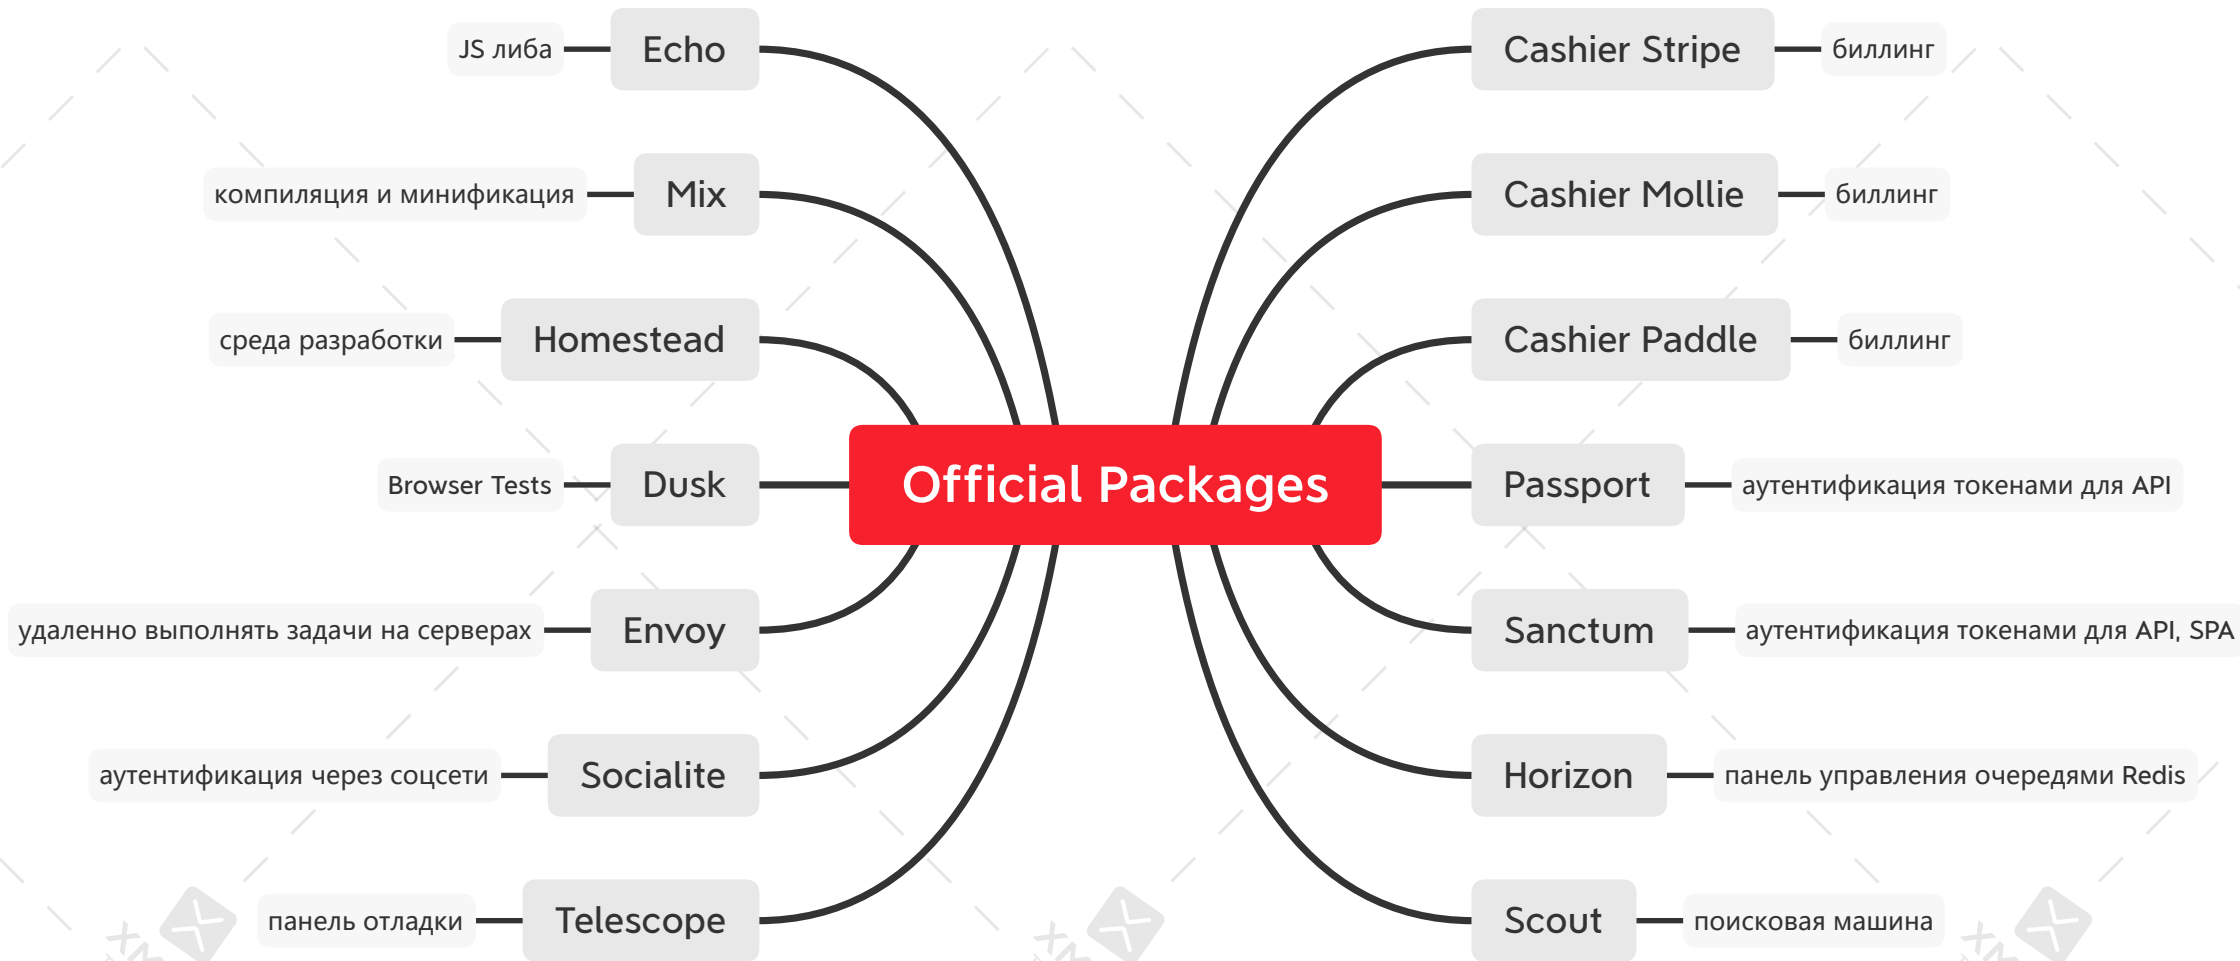 JS либа
Echo
компиляция и минификация
Mix
среда разработки
Homestead
Browser Tests
Dusk
удаленно выполнять задачи на серверах
Envoy
аутентификация через соцсети
Socialite
панель отладки
Telescope
Official Packages
Cashier Stripe
биллинг
Cashier Mollie
биллинг
Cashier Paddle
биллинг
Passport
аутентификация токенами для API
Sanctum
аутентификация токенами для API, SPA
Horizon
панель управления очередями Redis
Scout
поисковая машина